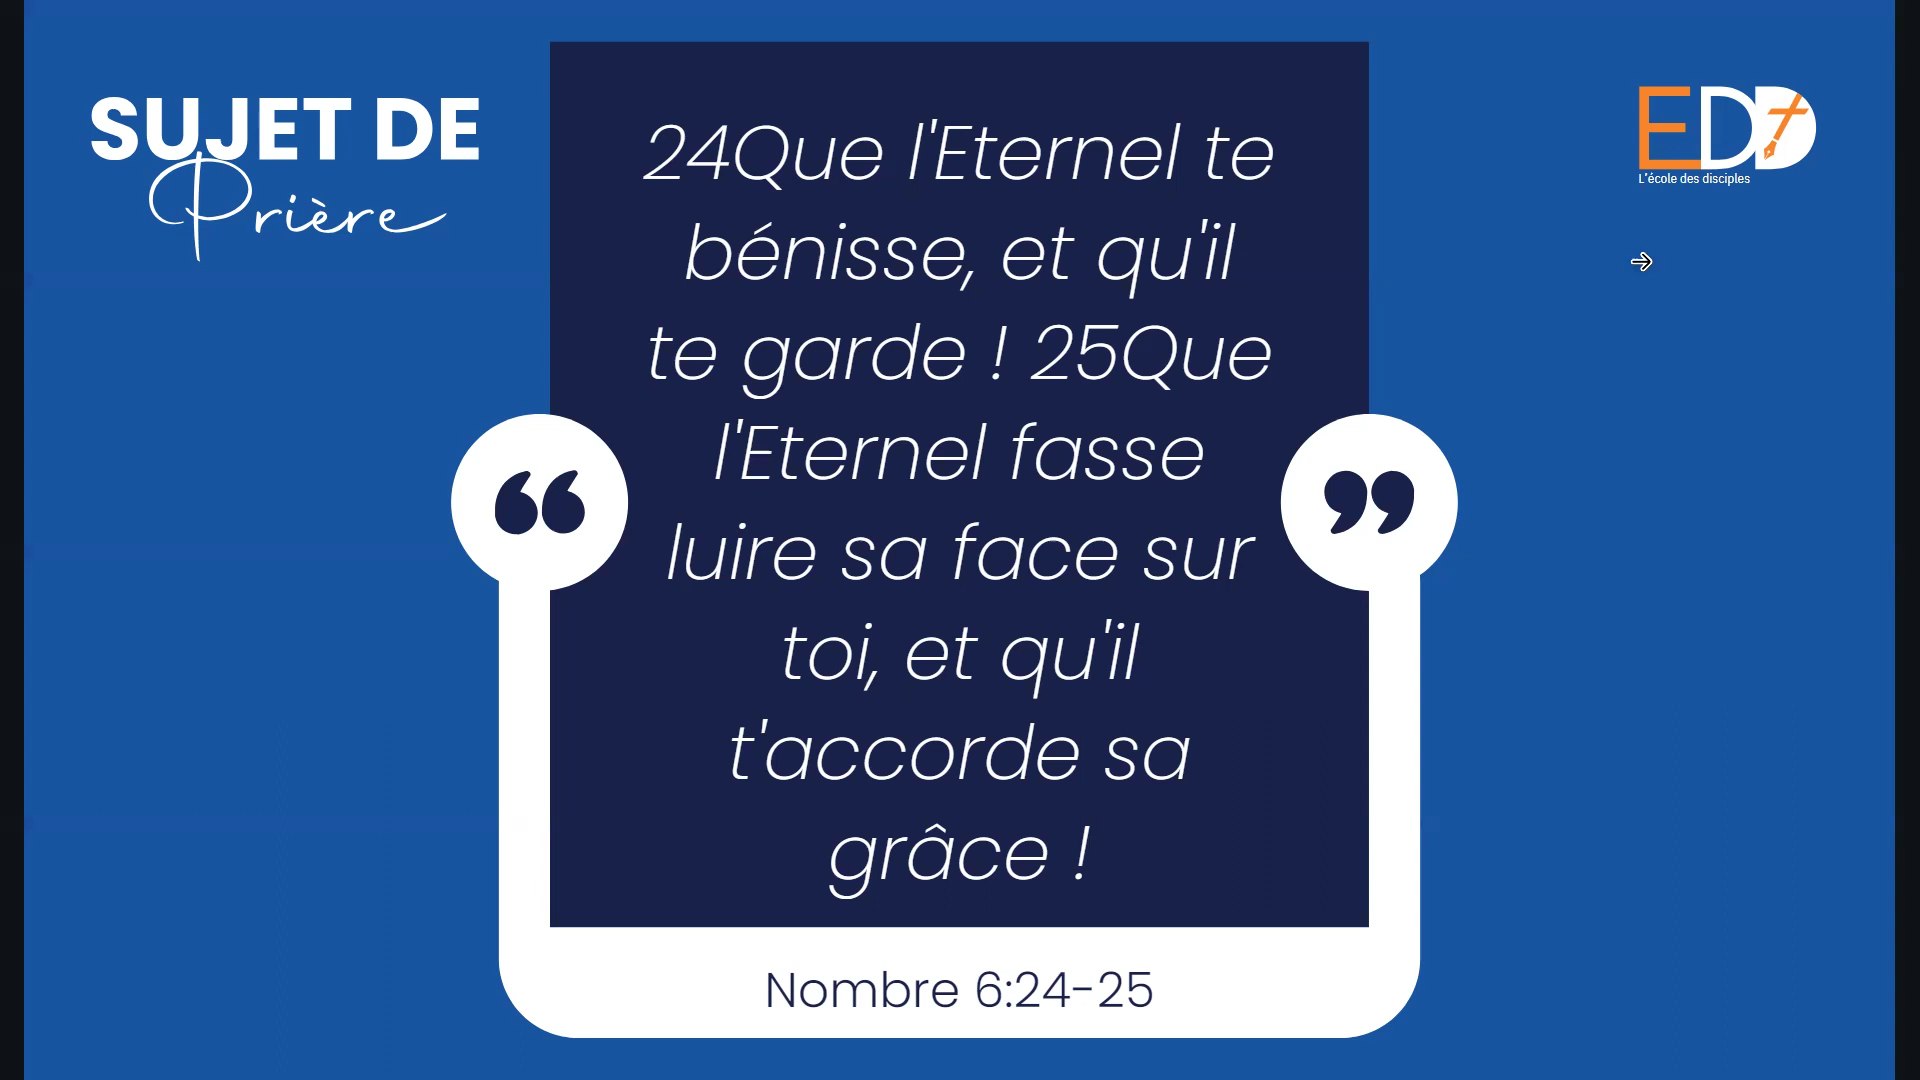 SUJET DE
Prière
EDD
L'école des disciples
24Que l'Eternel te
bénisse, et qu'il
te garde ! 25Que
l'Eternel fasse
luire sa face sur
toi, et qu'il
t'accorde sa
grâce !
Nombre 6:24-25